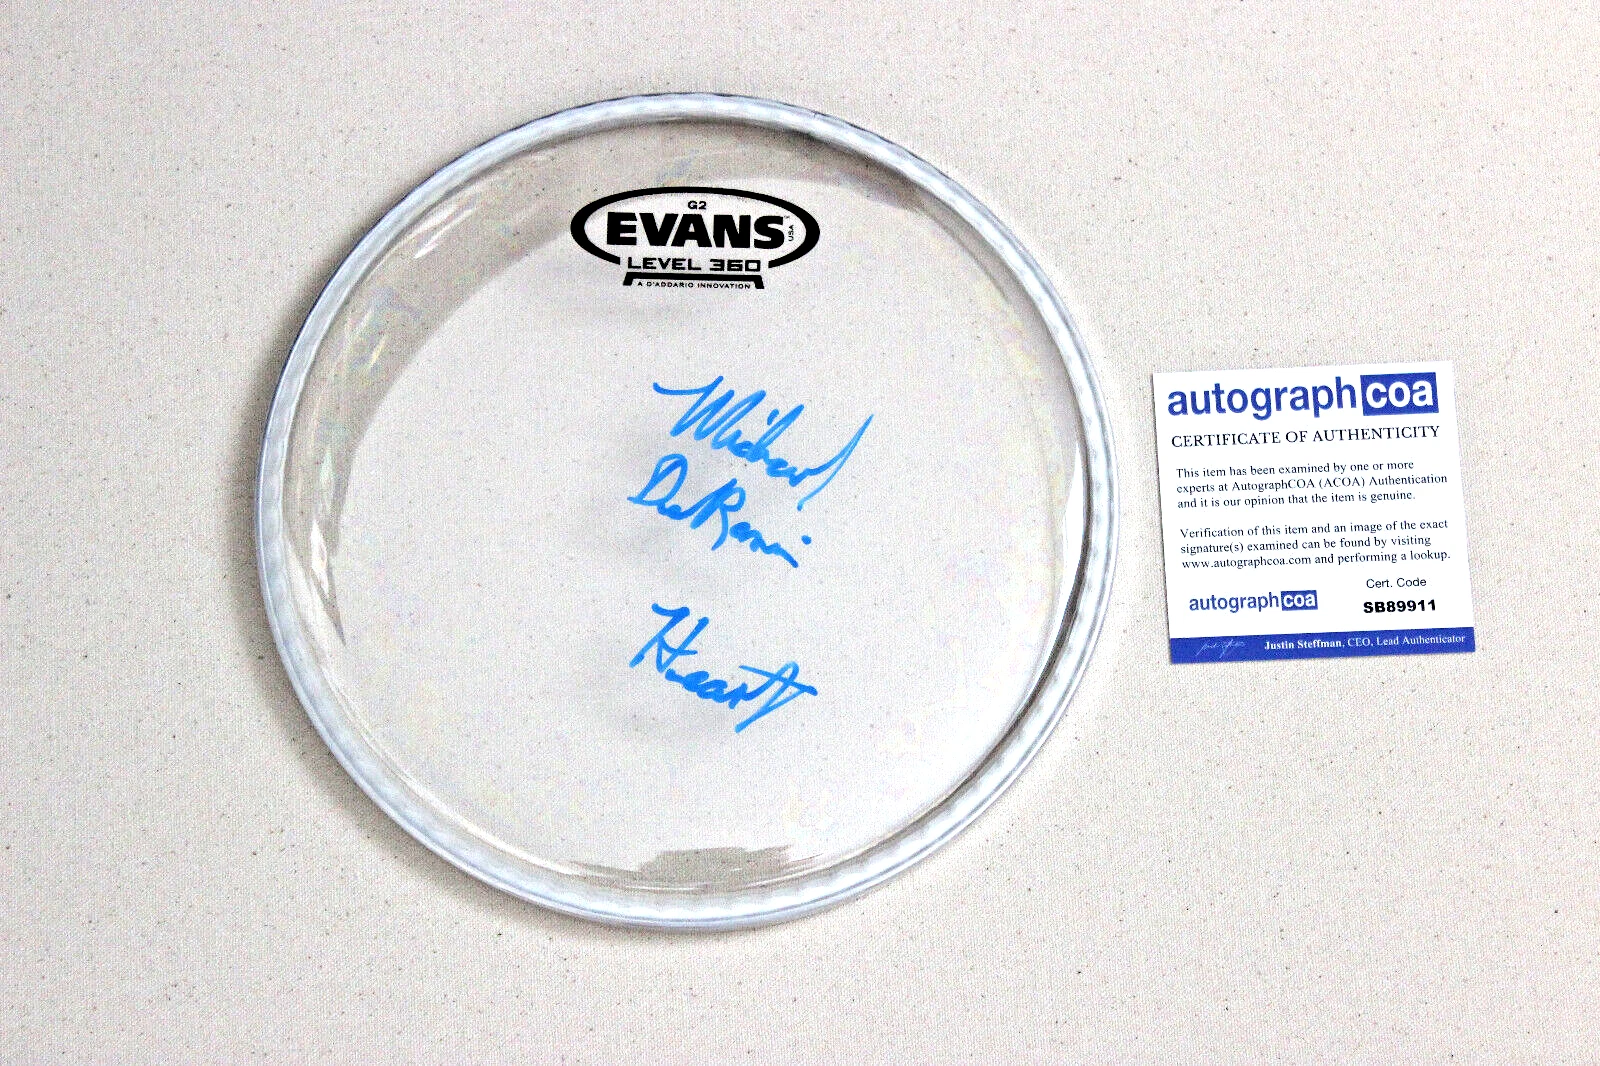 G2
EVANS™
USA
LEVEL 360
A D'ADDARIO INNOVATION
Michael
DeRosier
Heart
autographcoa
CERTIFICATE OF AUTHENTICITY
This item has been examined by one or more
experts at AutographCOA (ACOA) Authentication
and it is our opinion that the item is genuine.
Verification of this item and an image of the exact
signature(s) examined can be found by visiting
www.autographcoa.com and performing a lookup.
autographcoa
Cert. Code
SB89911
Justin Steffman, CEO, Lead Authenticator